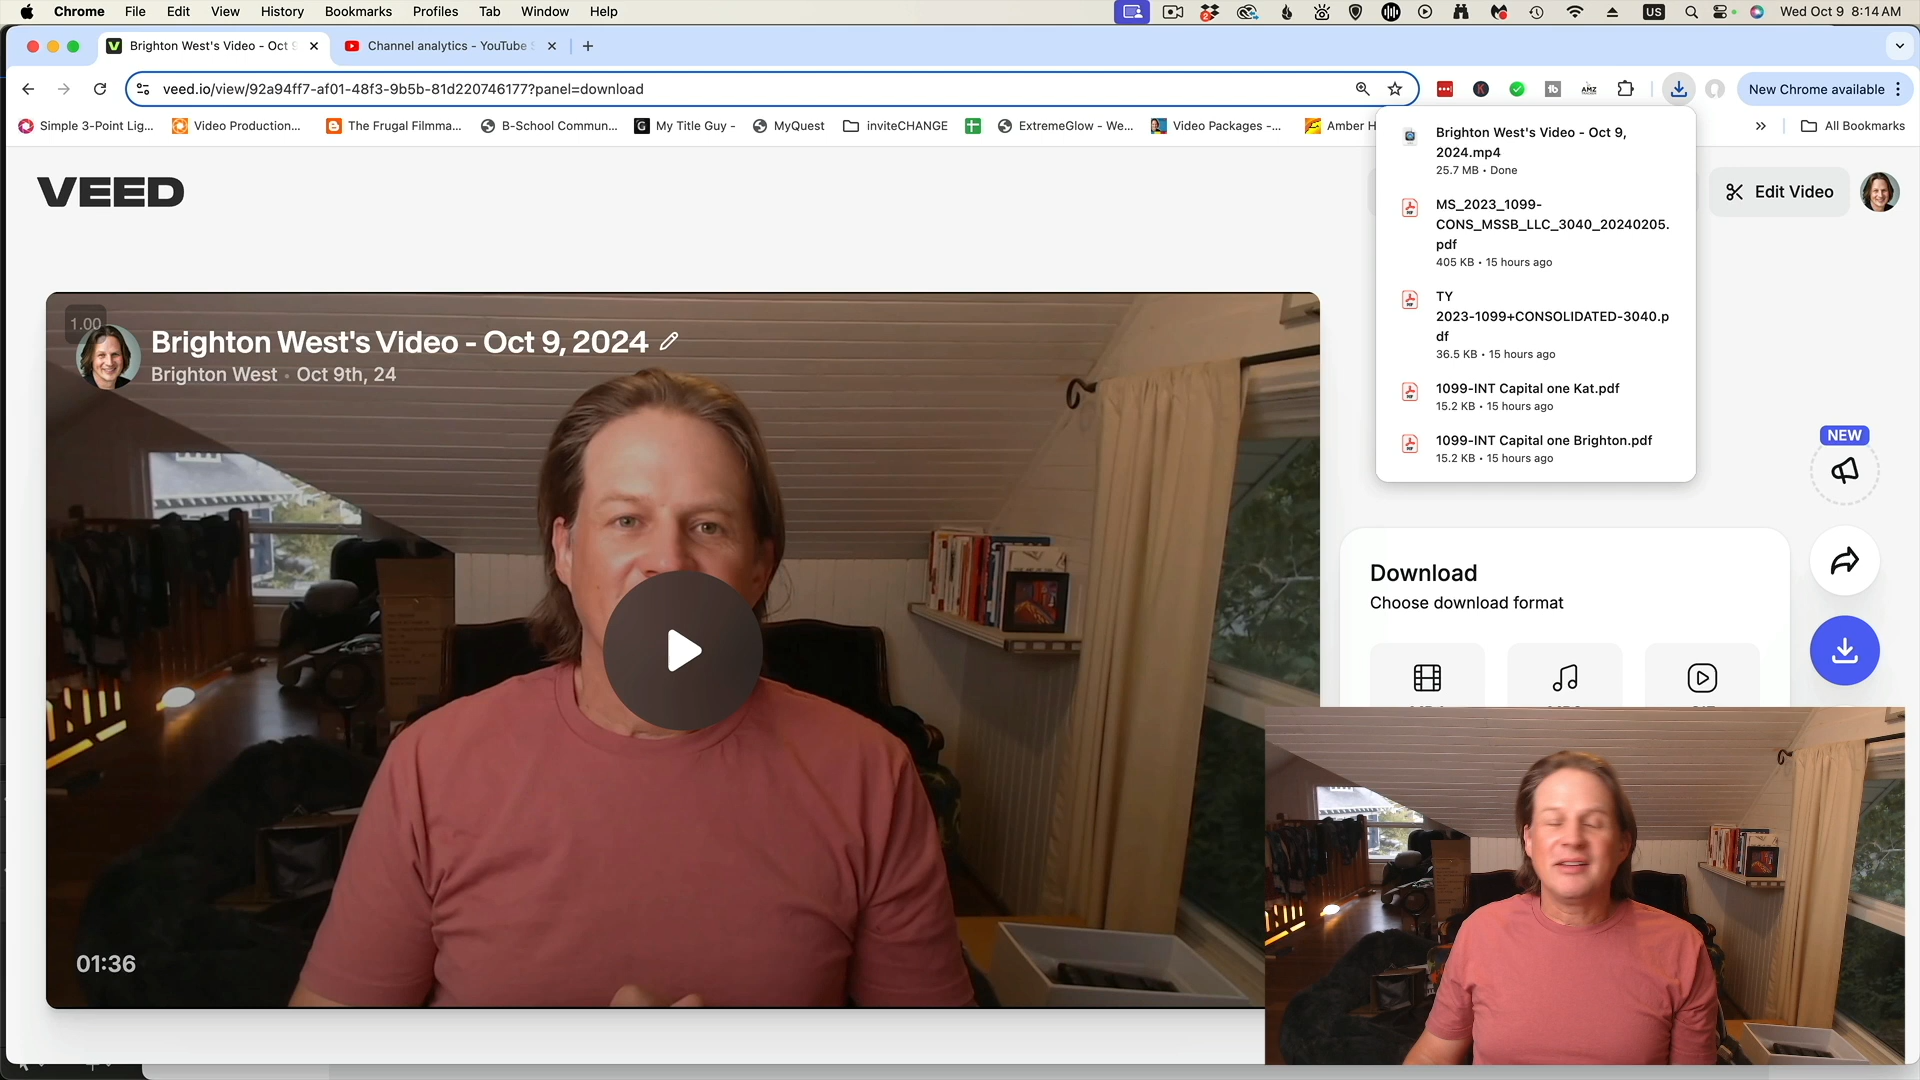 Chrome File Edit View History Bookmarks Profiles Tab Window Help US Wed Oct 9 8:14 AM
Brighton West's Video - Oct 9 Channel analytics - YouTube S
veed.io/view/92a94ff7-af01-48f3-9b5b-81d220746177?panel=download New Chrome available
Simple 3-Point Lig... Video Production... The Frugal Filmma... B-School Commun... My Title Guy - MyQuest inviteCHANGE ExtremeGlow - We... Video Packages -... Amber H » All Bookmarks
VEED
Edit Video
Brighton West's Video - Oct 9,
2024.mp4
25.7 MB • Done
MS_2023_1099-
CONS_MSSB_LLC_3040_20240205.
pdf
405 KB • 15 hours ago
TY
2023-1099+CONSOLIDATED-3040.p
df
36.5 KB • 15 hours ago
1099-INT Capital one Kat.pdf
15.2 KB • 15 hours ago
1099-INT Capital one Brighton.pdf
15.2 KB • 15 hours ago
1.00
Brighton West's Video - Oct 9, 2024
Brighton West • Oct 9th, 24
01:36
NEW
Download
Choose download format